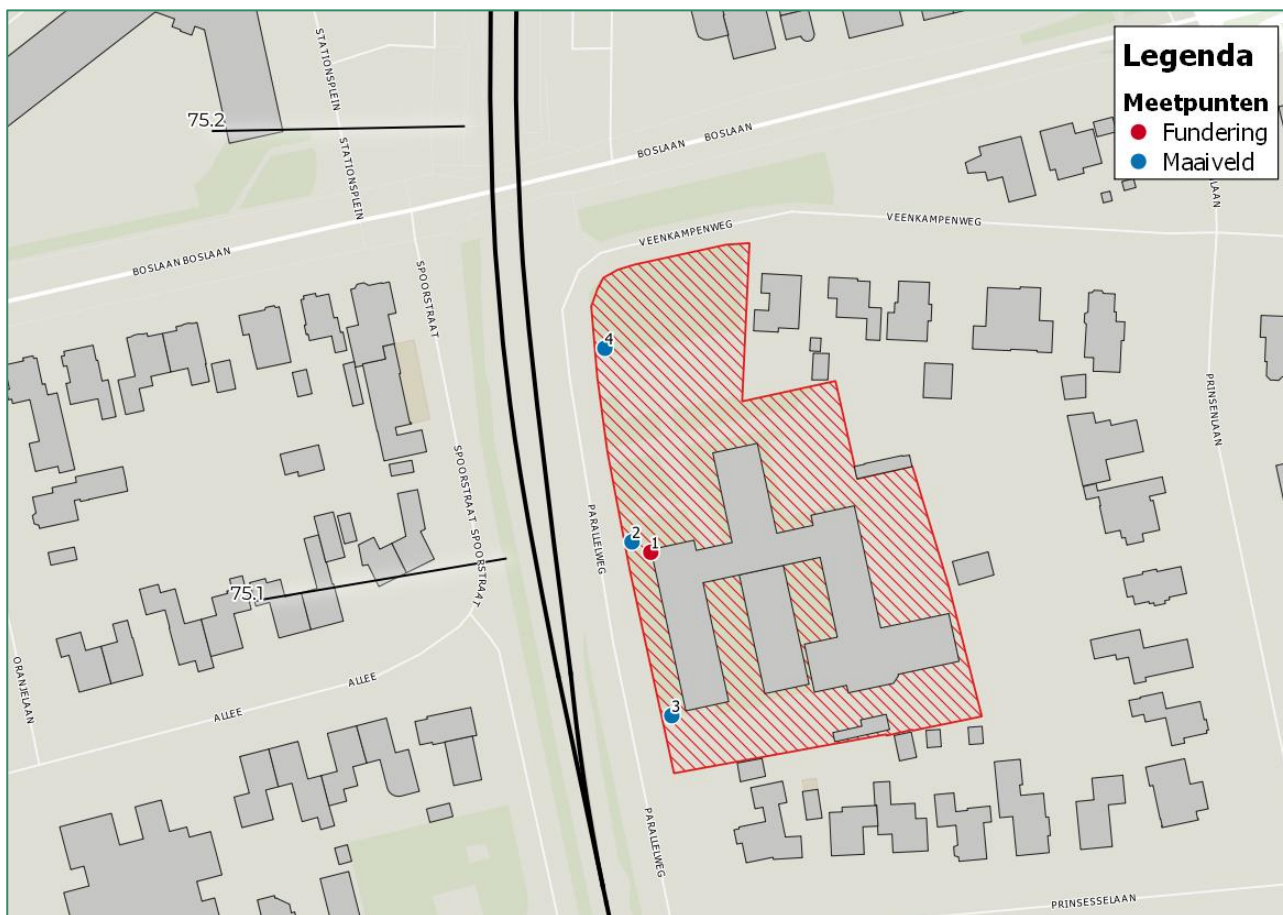 Legenda
Meetpunten
Fundering
Maaiveld
STATIONSPLEIN
STATIONSPLEIN
75.2
BOSLAAN BOSLAAN
LAAN
VEENKAMPENWEG
VEENKAMPENWEG
BOSLAAN BOSLAAN
SPOORSTRAAT
4
PRINSENLAAN
SPOORSTRAAT SPOORSTRAAT
PARALLELWEG
2
1
75.1
ORANJELAAN
ALLEE
ALLEE
3
PARALLELWEG
PRINSESSELAAN